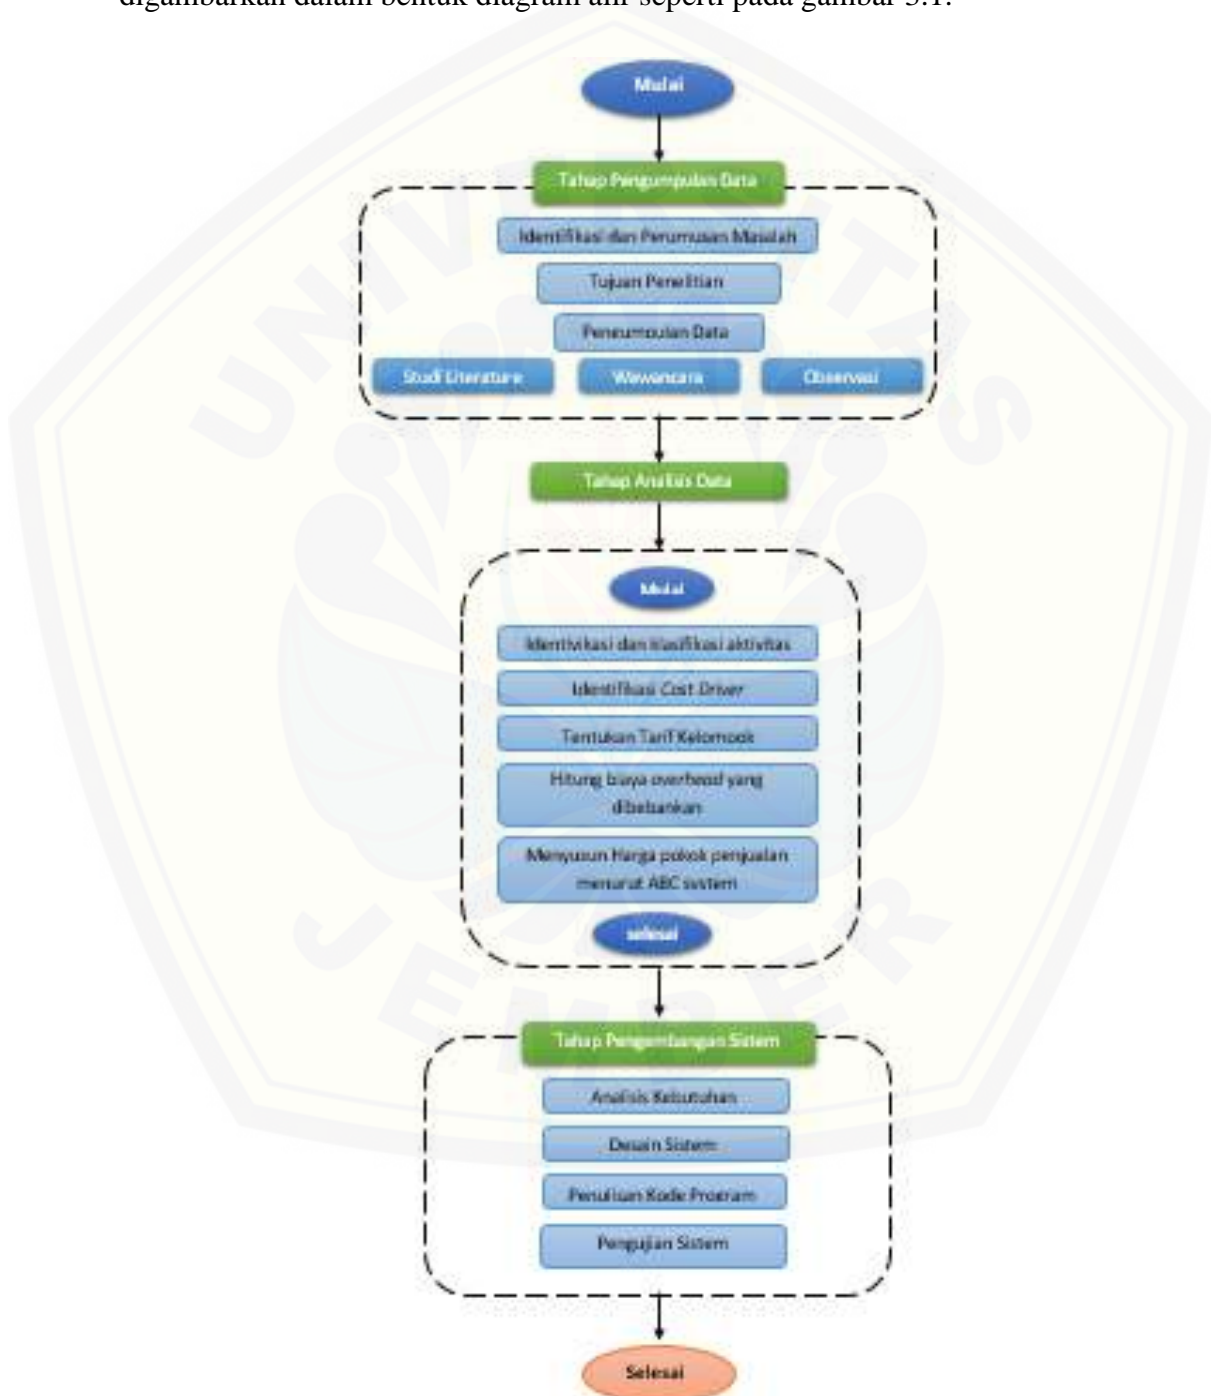 digambarkan dalam bentuk diagram alir seperti pada gambar 3.1.
Mulai
Tahap Pengumpulan Data
Identifikasi dan Perumusan Masalah
Tujuan Penelitian
Pengumpulan Data
Studi Literature
Wawancara
Observasi
Tahap Analisis Data
Mulai
Identivikasi dan klasifikasi aktivitas
Identifikasi Cost Driver
Tentukan Tarif Kelompok
Hitung biaya overhead yang
dibebankan
Menyusun Harga pokok penjualan
menurut ABC system
selesai
Tahap Pengembangan Sistem
Analisis Kebutuhan
Desain Sistem
Penulisan Kode Program
Pengujian Sistem
Selesai
UNIVERSITAS
JEMBER